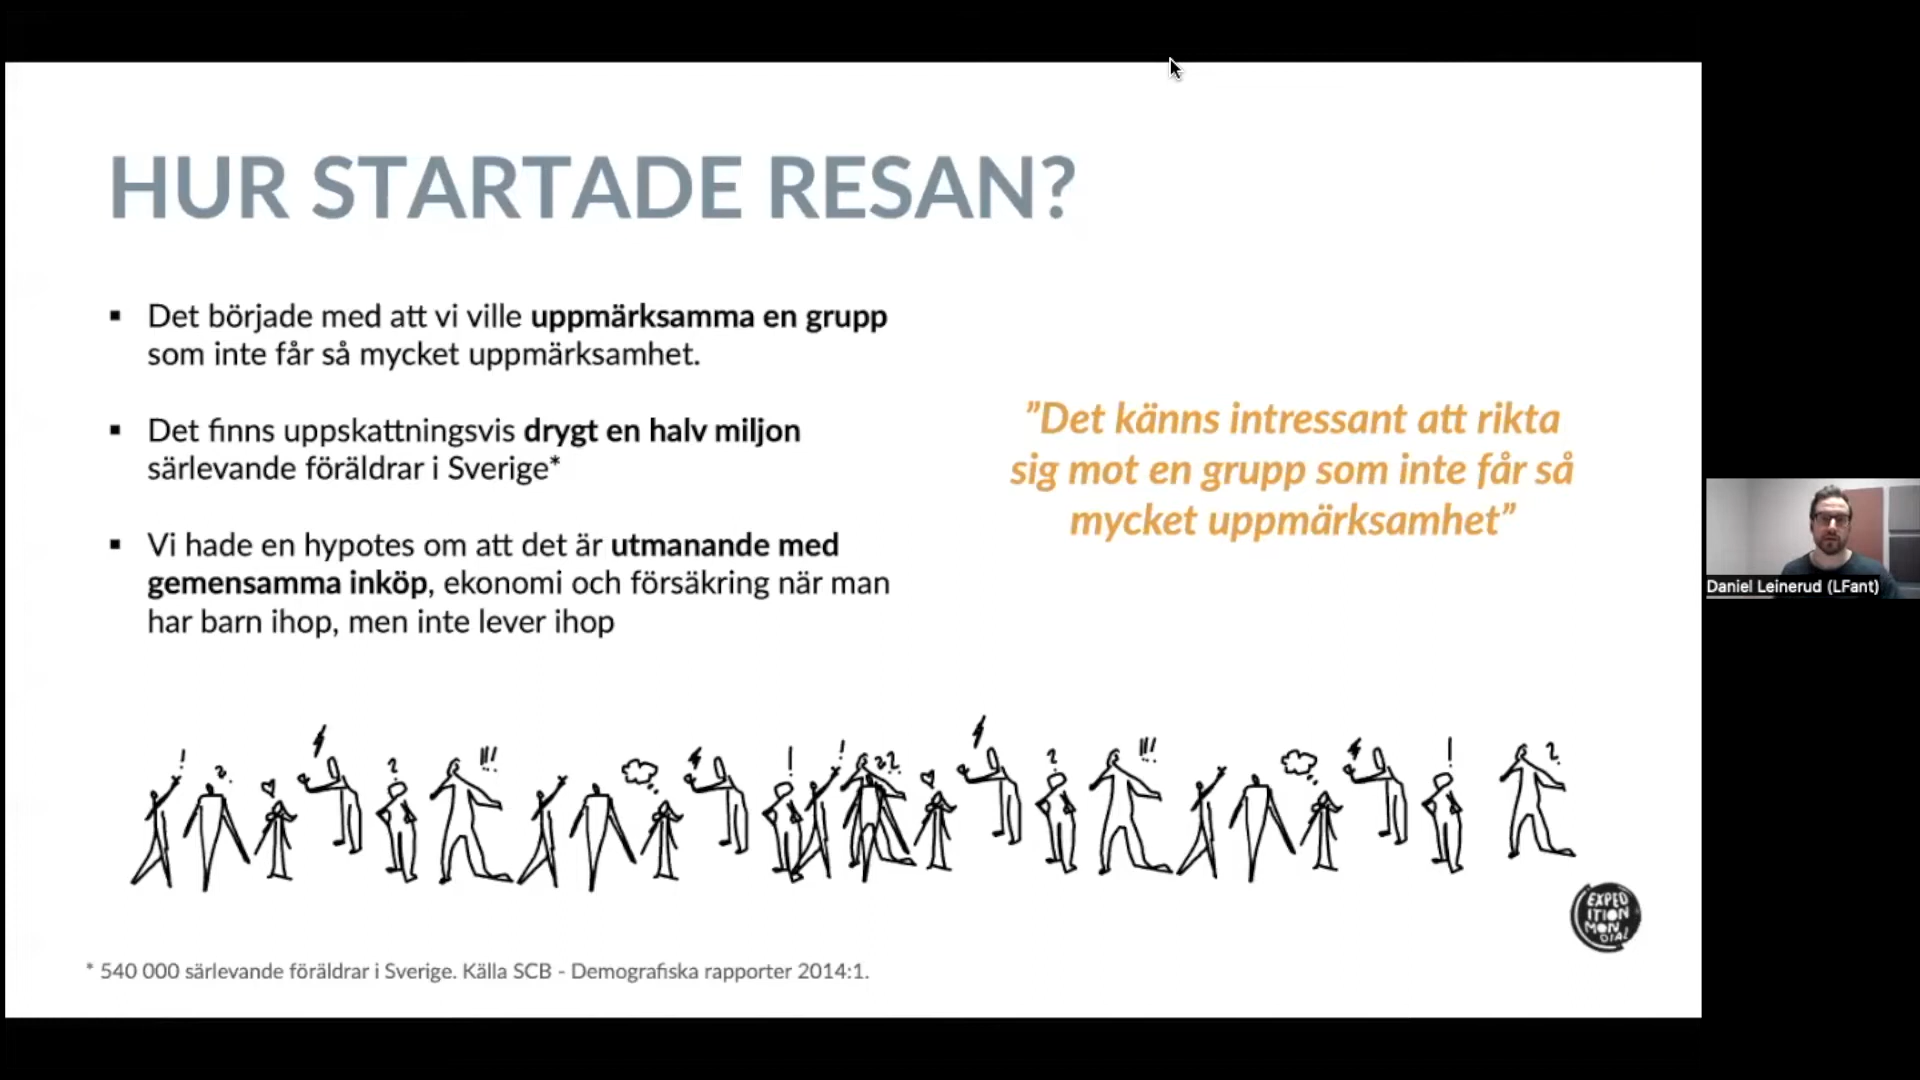 HUR STARTADE RESAN?
▪ Det började med att vi ville uppmärksamma en grupp
som inte får så mycket uppmärksamhet.
▪ Det finns uppskattningsvis drygt en halv miljon
särlevande föräldrar i Sverige*
▪ Vi hade en hypotes om att det är utmanande med
gemensamma inköp, ekonomi och försäkring när man
har barn ihop, men inte lever ihop
”Det känns intressant att rikta
sig mot en grupp som inte får så
mycket uppmärksamhet”
! ? ? !!! ! ! ?? ? !!! ! ?
EXPED
ITION
MON
DIAL
* 540 000 särlevande föräldrar i Sverige. Källa SCB - Demografiska rapporter 2014:1.
Daniel Leinerud (LFant)